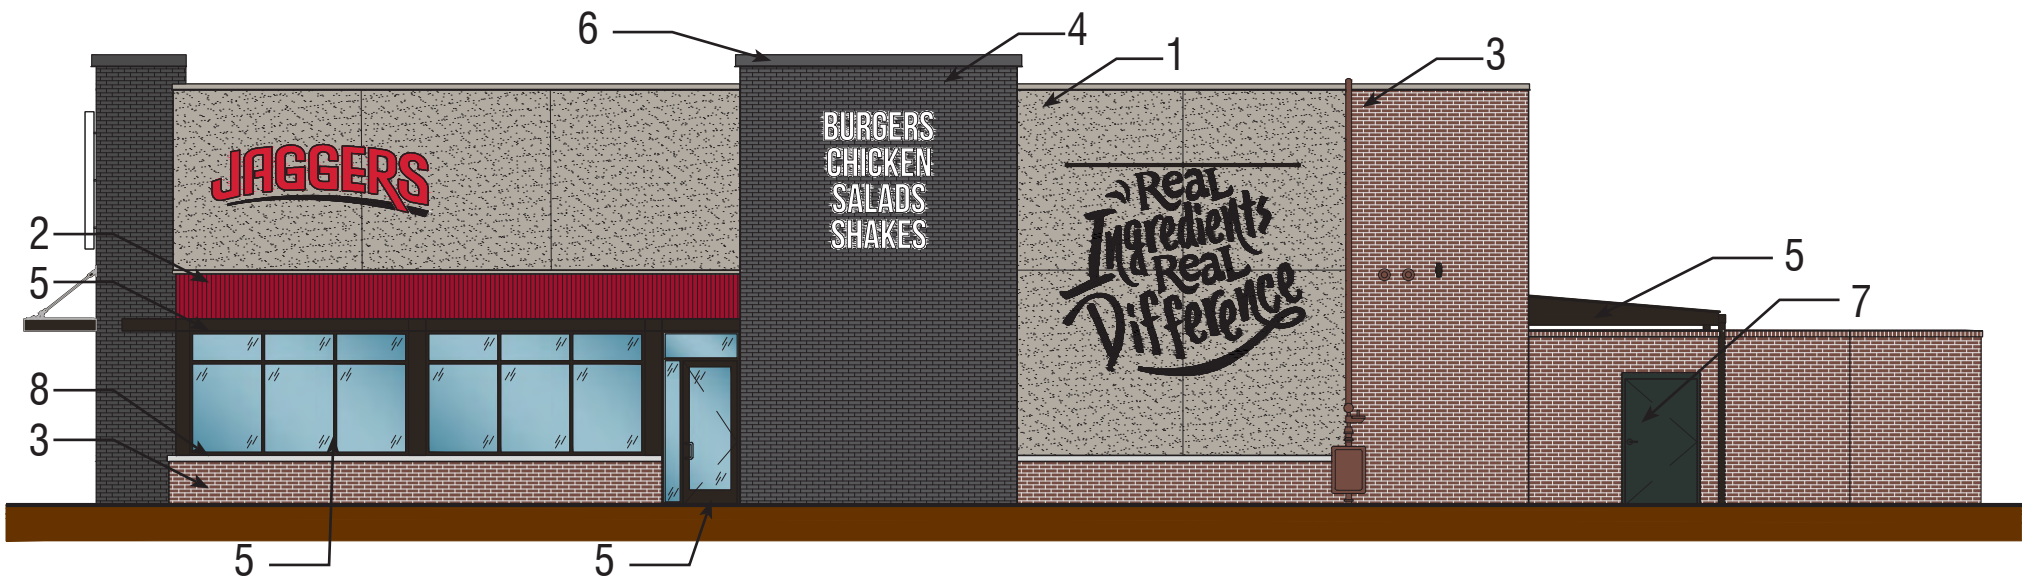 6
4
1
3
BURGERS
CHICKEN
SALADS
SHAKES
JAGGERS
Real
Ingredients
Real
Difference
2
5
5
7
8
3
5
5